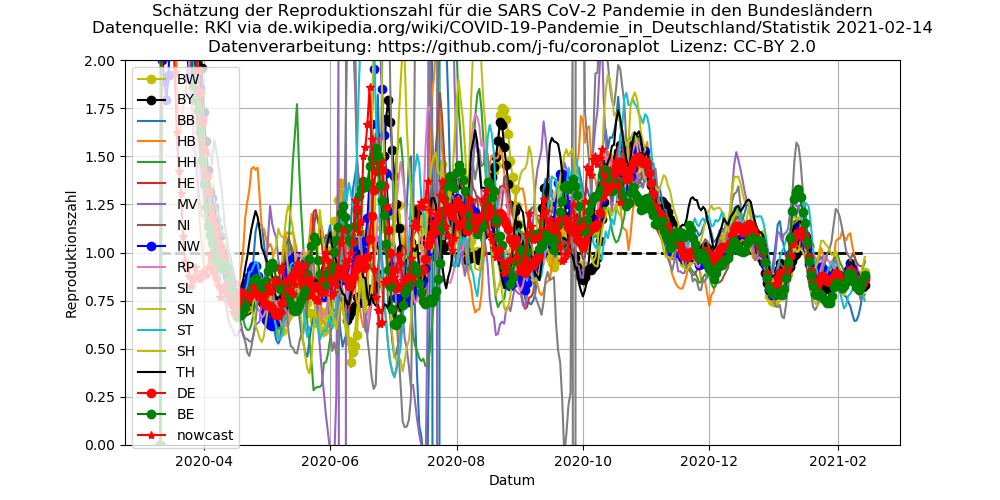 Schätzung der Reproduktionszahl für die SARS CoV-2 Pandemie in den Bundesländern
Datenquelle: RKI via de.wikipedia.org/wiki/COVID-19-Pandemie_in_Deutschland/Statistik 2021-02-14
Datenverarbeitung: https://github.com/j-fu/coronaplot  Lizenz: CC-BY 2.0
2.00
1.75
1.50
1.25
1.00
0.75
0.50
0.25
0.00
Reproduktionszahl
BW
BY
BB
HB
HH
HE
MV
NI
NW
RP
SL
SN
ST
SH
TH
DE
BE
nowcast
2020-04
2020-06
2020-08
2020-10
2020-12
2021-02
Datum